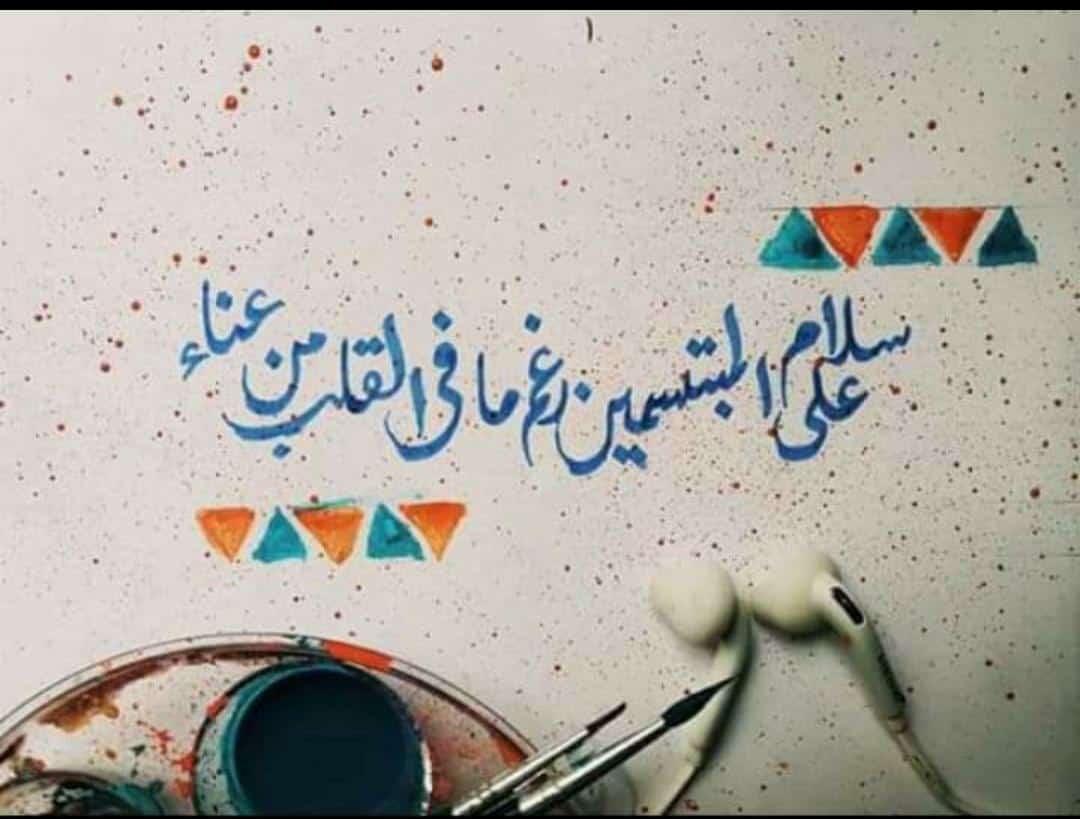 سلام على المبتسمين رغم ما في القلب من عناء